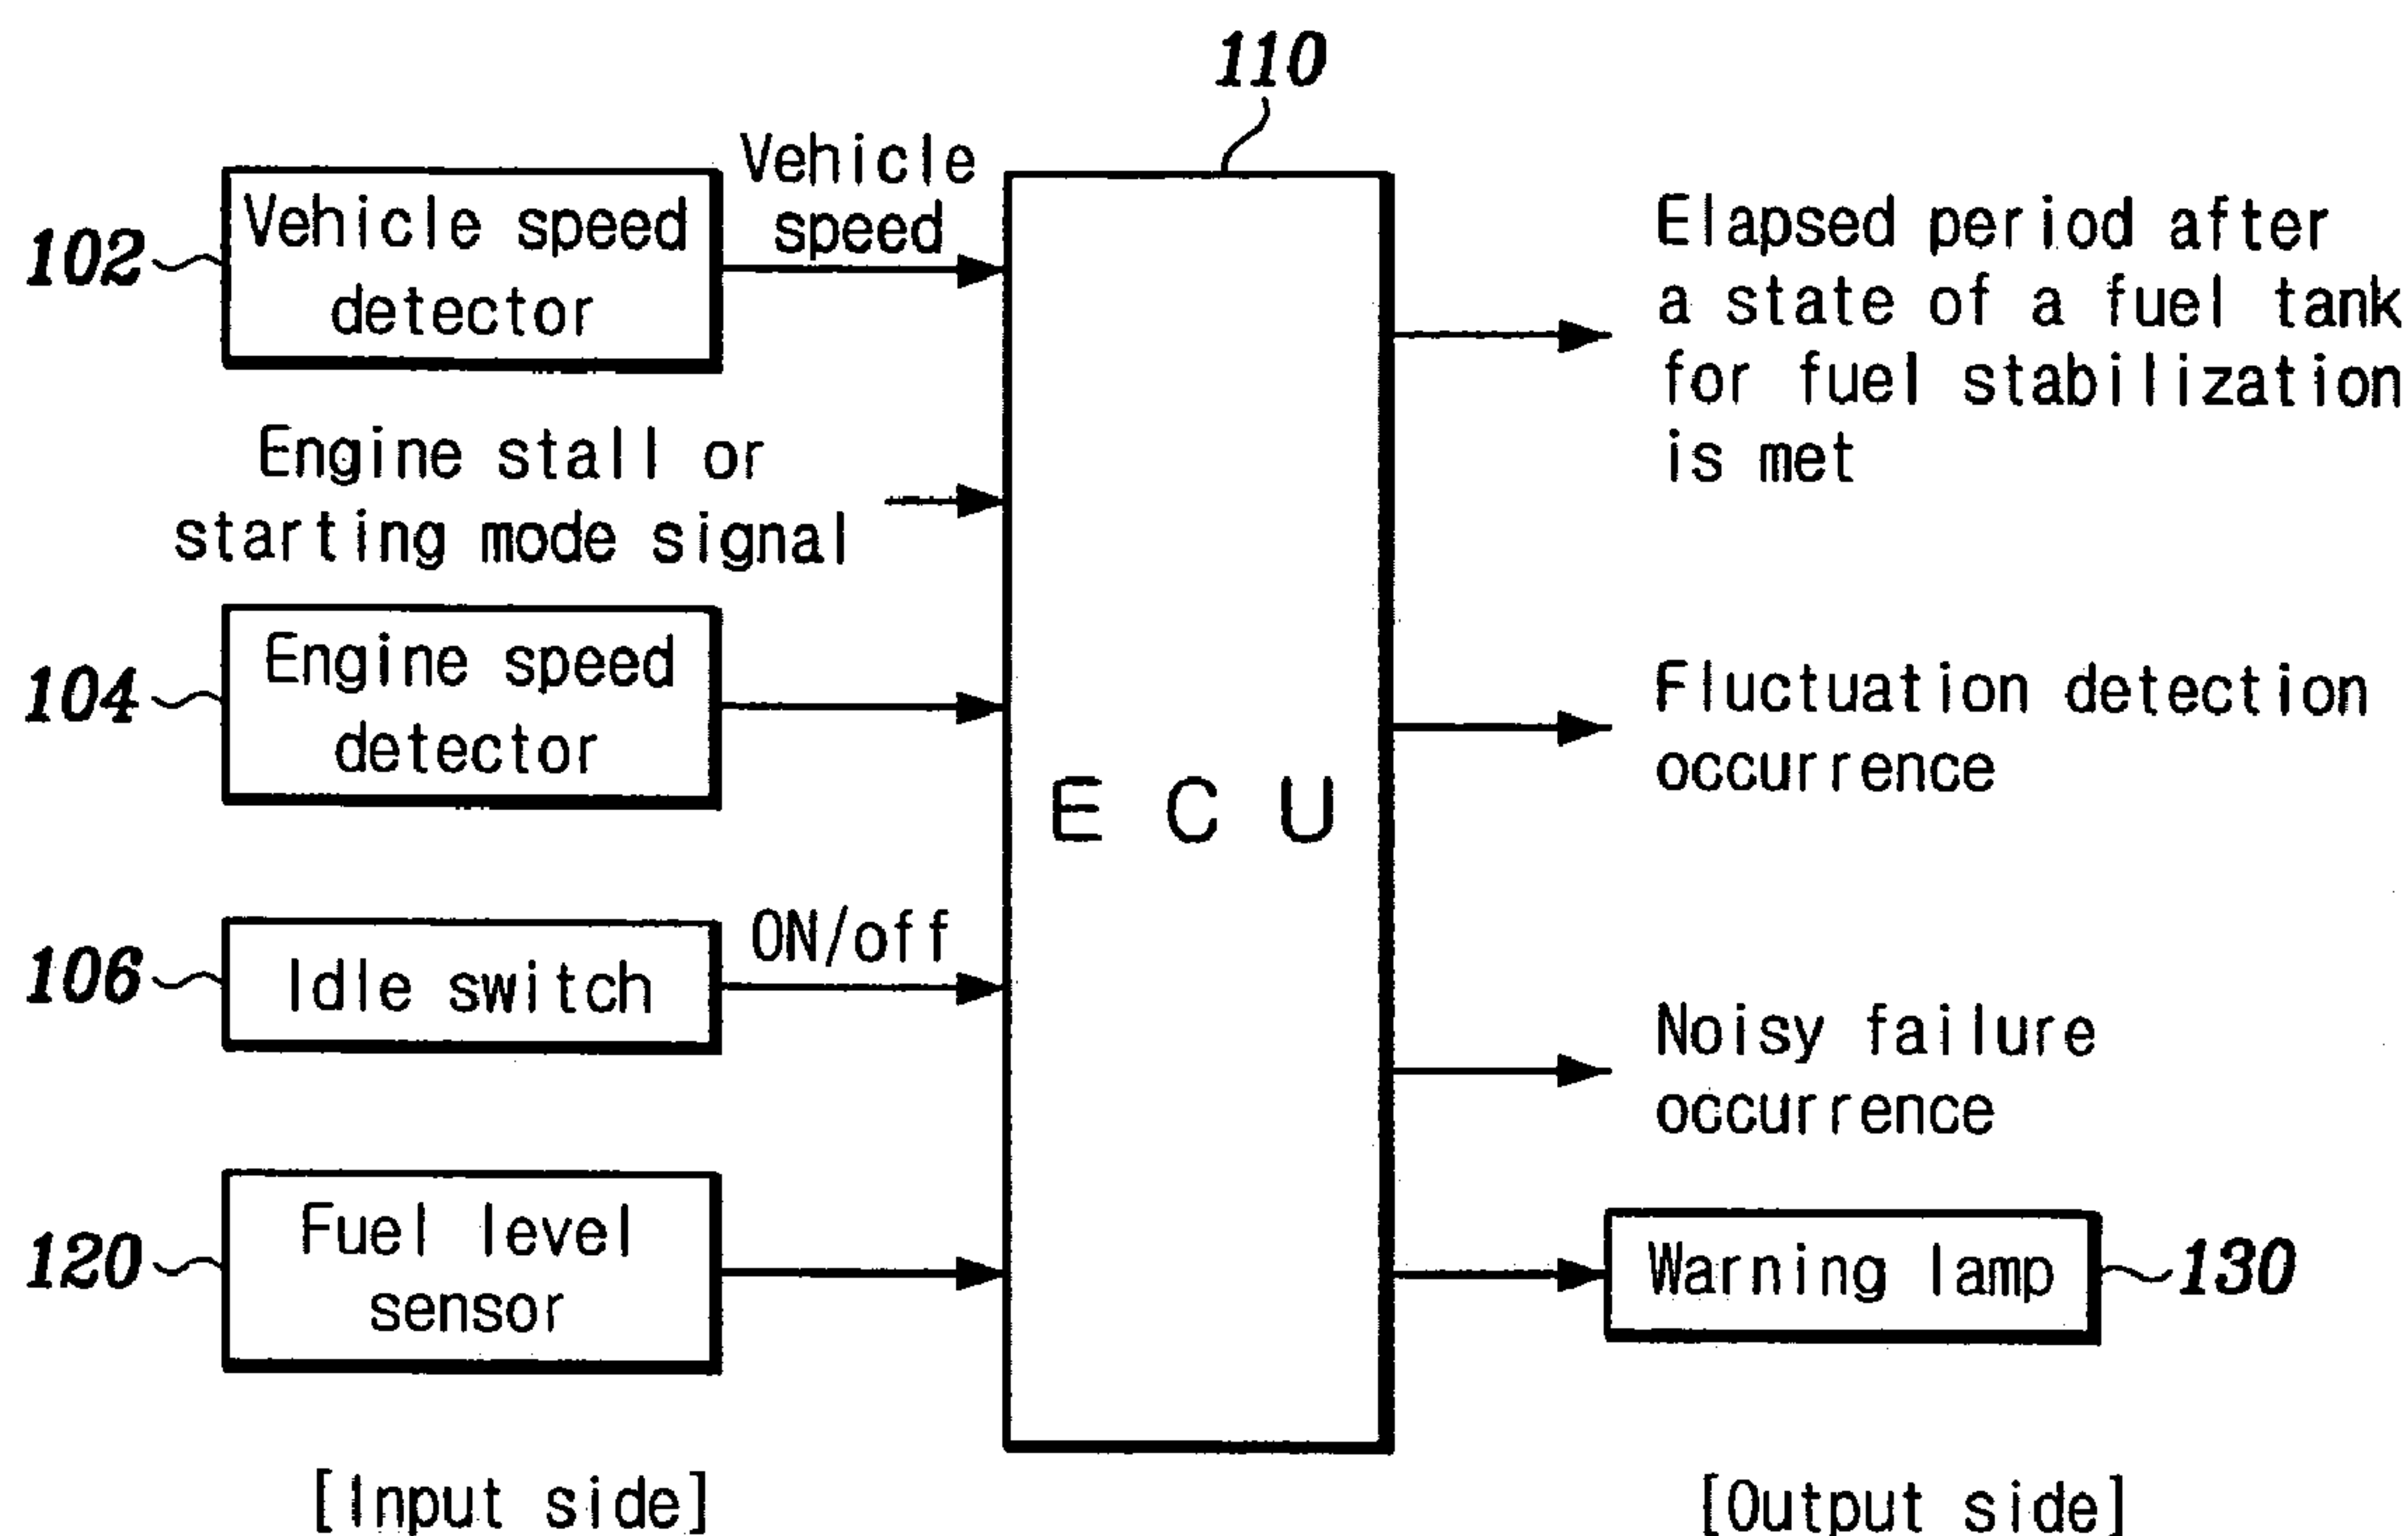 110
Vehicle
speed
102
Vehicle speed
detector
Engine stall or
starting mode signal
104
Engine speed
detector
106
Idle switch
ON/off
120
Fuel level
sensor
[Input side]
E C U
Elapsed period after
a state of a fuel tank
for fuel stabilization
is met
Fluctuation detection
occurrence
Noisy failure
occurrence
Warning lamp
130
[Output side]